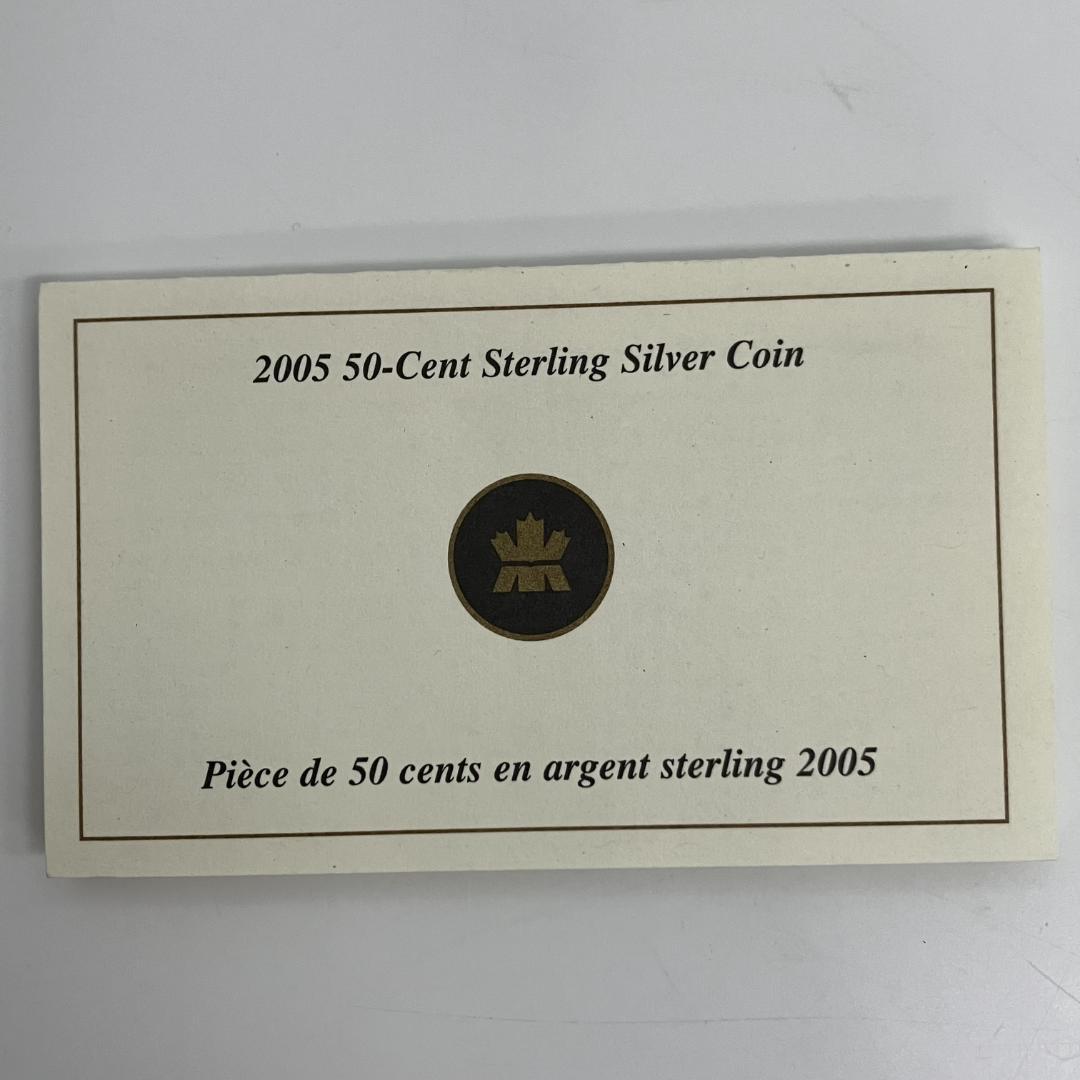 2005 50-Cent Sterling Silver Coin
Pièce de 50 cents en argent sterling 2005